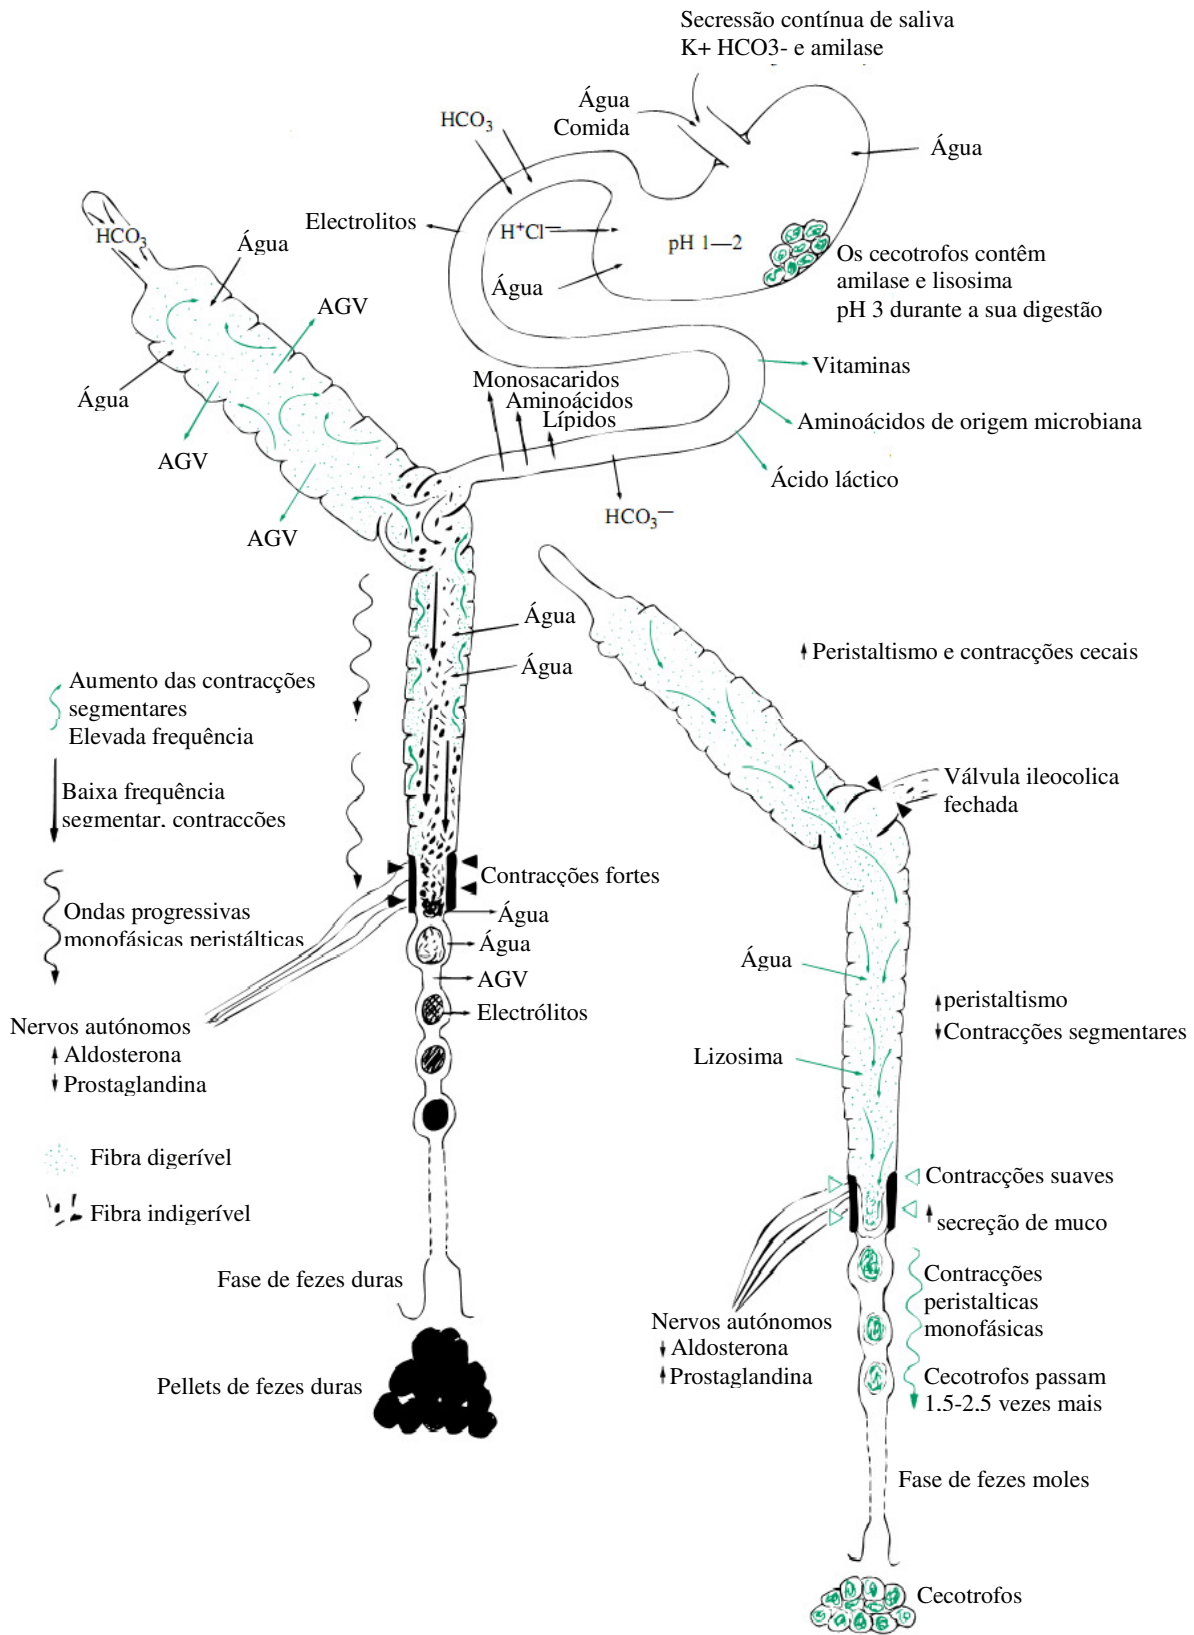 Secressão contínua de saliva
K+ HCO3- e amilase
Água
Comida
HCO3
Água
Electrolitos
H+Cl—
pH 1—2
HCO3
Água
Os cecotrofos contêm
amilase e lisosima
pH 3 durante a sua digestão
Água
AGV
Vitaminas
Monosacaridos
Aminoácidos
Lípidos
Água
Aminoácidos de origem microbiana
AGV
Ácido láctico
HCO3—
AGV
Água
Água
Peristaltismo e contracções cecais
Aumento das contracções
segmentares
Elevada frequência
Válvula ileocolica
fechada
Baixa frequência
segmentar, contracções
Contracções fortes
Ondas progressivas
monofásicas peristálticas
Água
Água
AGV
Electrólitos
Água
peristaltismo
Contracções segmentares
Nervos autónomos
Aldosterona
Prostaglandina
Lizosima
Fibra digerível
Fibra indigerível
Contracções suaves
secreção de muco
Fase de fezes duras
Contracções
peristalticas
monofásicas
Nervos autónomos
Aldosterona
Prostaglandina
Pellets de fezes duras
Cecotrofos passam
1,5-2,5 vezes mais
Fase de fezes moles
Cecotrofos